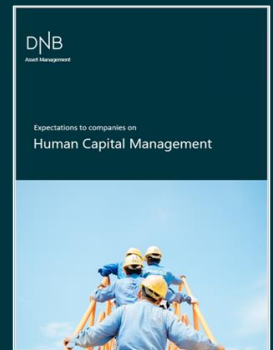 DNB
Asset Management
Expectations to companies on
Human Capital Management